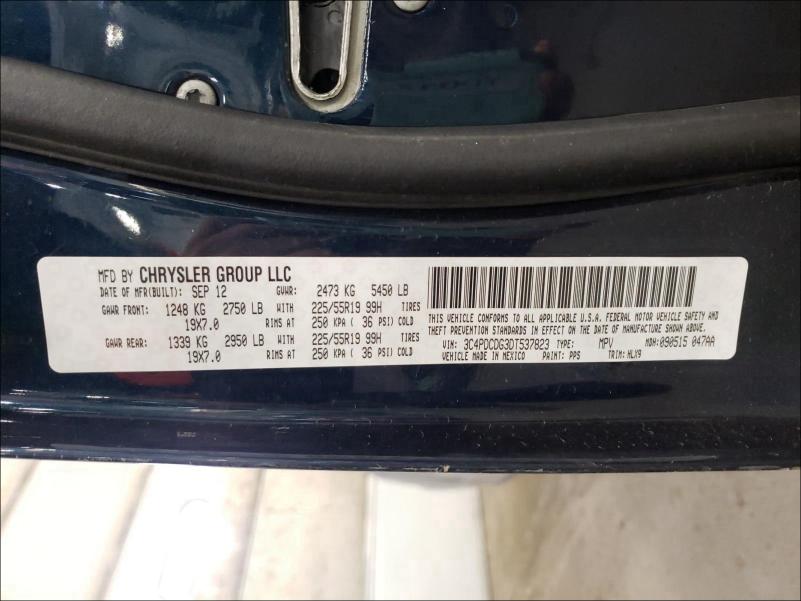 MFD BY CHRYSLER GROUP LLC
DATE OF MFR(BUILT): SEP 12 GVWR: 2473 KG 5450 LB
GAWR FRONT: 1248 KG 2750 LB WITH 225/55R19 99H TIRES
19X7.0 RIMS AT 250 KPA ( 36 PSI) COLD
GAWR REAR: 1339 KG 2950 LB WITH 225/55R19 99H TIRES
19X7.0 RIMS AT 250 KPA ( 36 PSI) COLD
THIS VEHICLE CONFORMS TO ALL APPLICABLE U.S.A. FEDERAL MOTOR VEHICLE SAFETY AND
THEFT PREVENTION STANDARDS IN EFFECT ON THE DATE OF MANUFACTURE SHOWN ABOVE.
VIN: 3C4PDCDG3DT537823 TYPE: MPV MDH: 090515 047AA
VEHICLE MADE IN MEXICO PAINT: PPS TRIM: HLX9